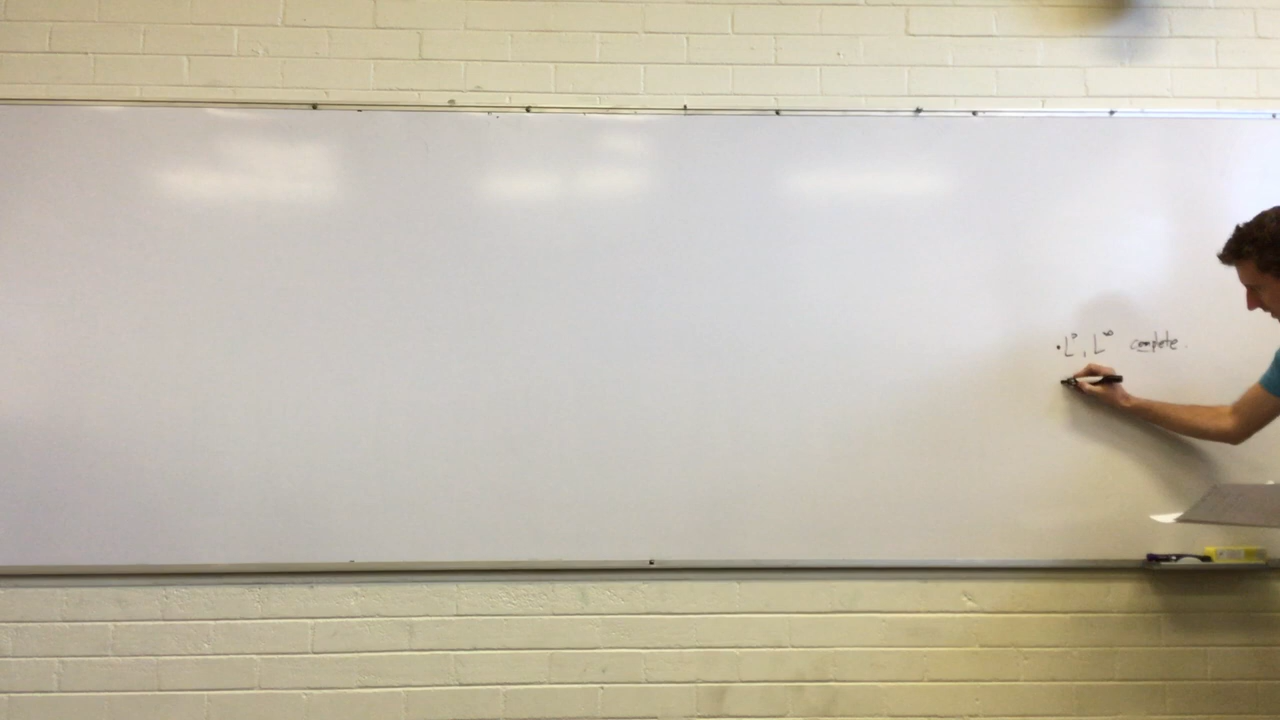 • L^p, L^∞ complete.